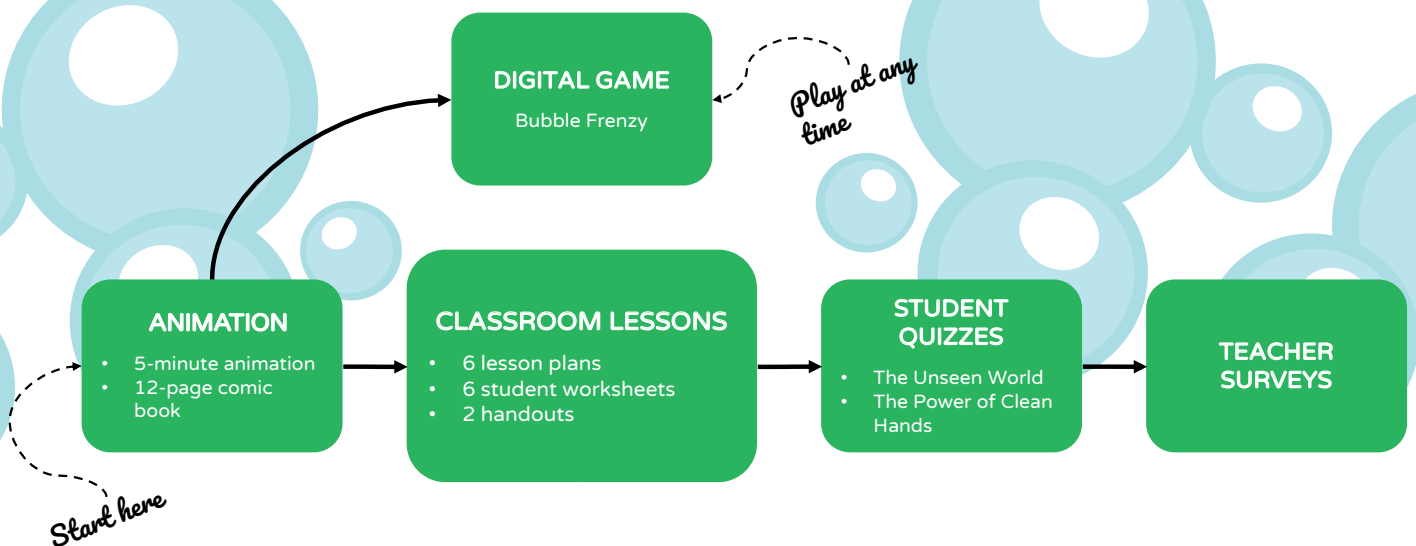 DIGITAL GAME
Bubble Frenzy
Play at any
time
ANIMATION
• 5-minute animation
• 12-page comic
book
CLASSROOM LESSONS
• 6 lesson plans
• 6 student worksheets
• 2 handouts
STUDENT
QUIZZES
• The Unseen World
• The Power of Clean
Hands
TEACHER
SURVEYS
Start here